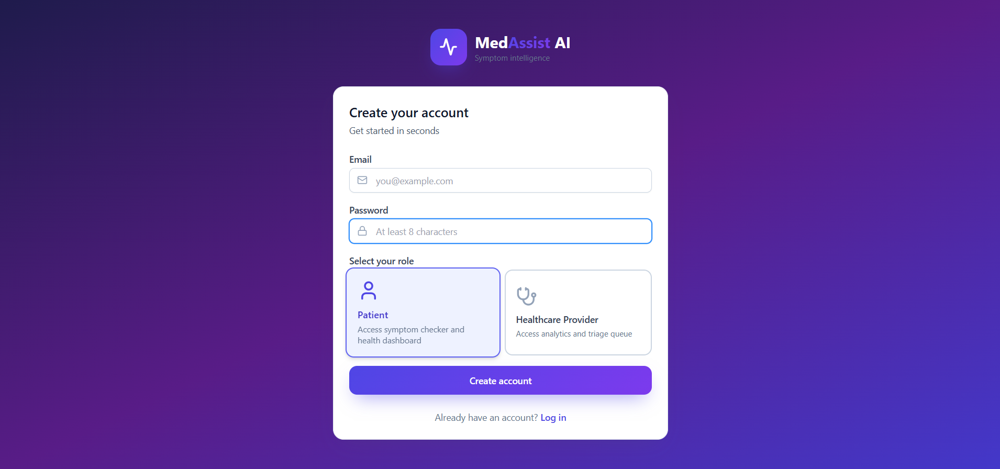 MedAssist AI
Symptom intelligence
Create your account
Get started in seconds
Email
you@example.com
Password
At least 8 characters
Select your role
Patient
Access symptom checker and
health dashboard
Healthcare Provider
Access analytics and triage queue
Create account
Already have an account? Log in